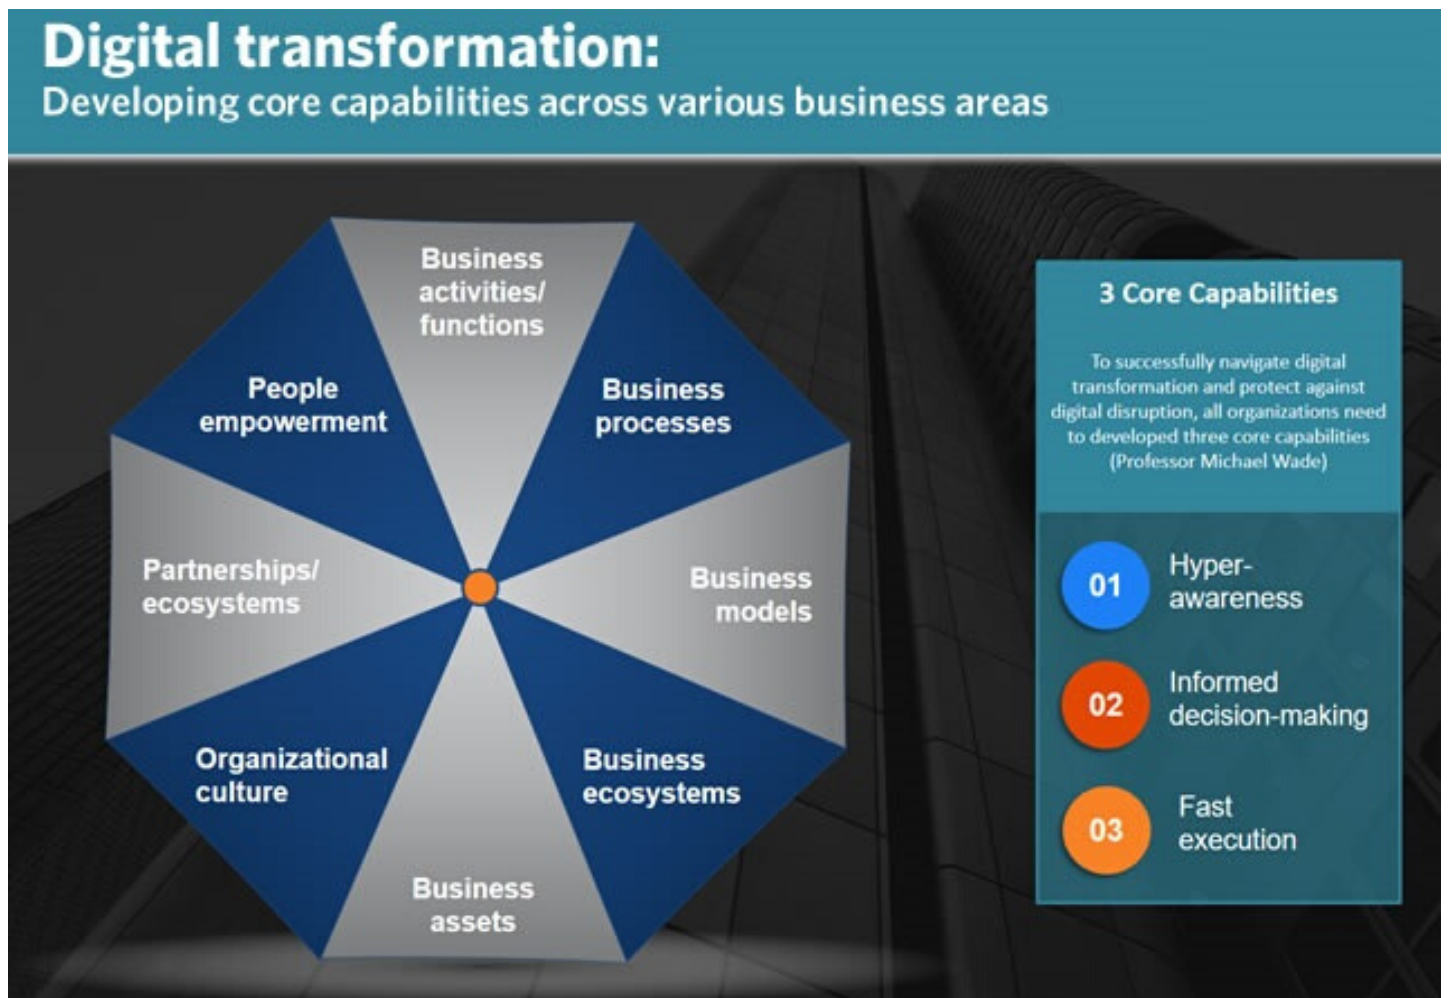 Digital transformation:
Developing core capabilities across various business areas
Business
activities/
functions
Business
processes
Business
models
Business
ecosystems
Business
assets
Organizational
culture
Partnerships/
ecosystems
People
empowerment
3 Core Capabilities
To successfully navigate digital
transformation and protect against
digital disruption, all organizations need
to developed three core capabilities
(Professor Michael Wade)
01
Hyper-
awareness
02
Informed
decision-making
03
Fast
execution